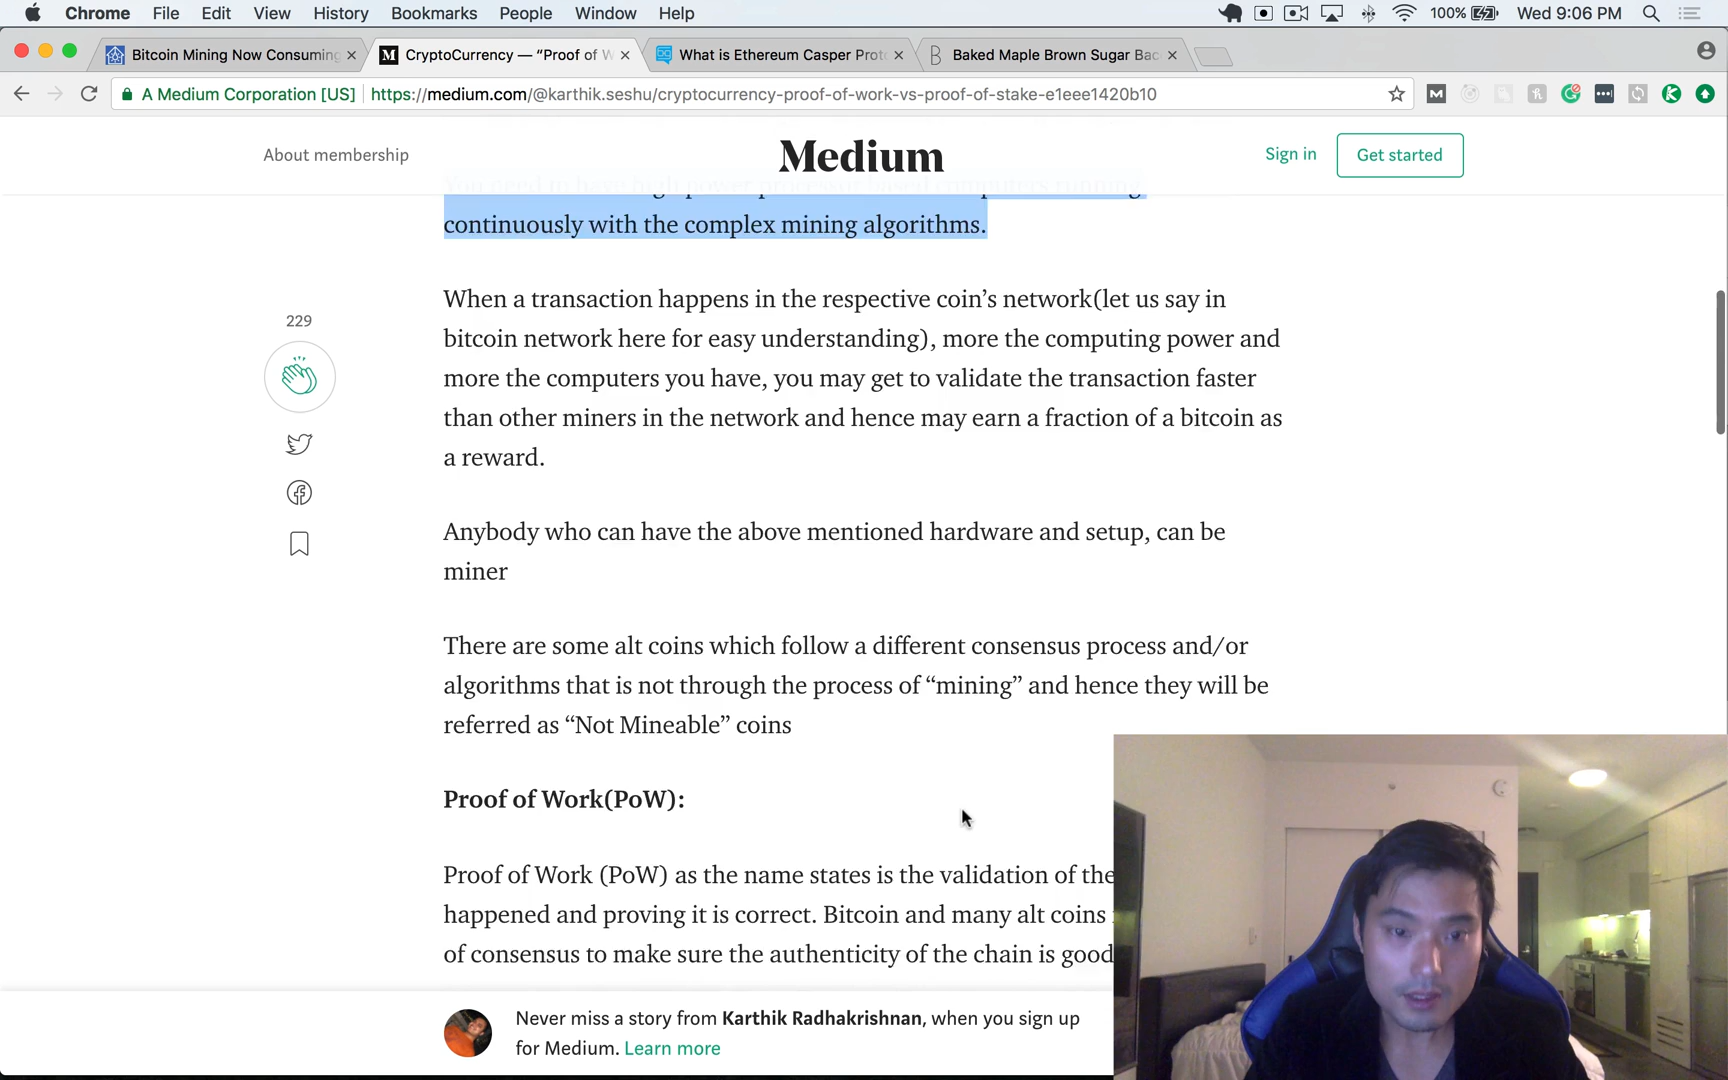 Chrome File Edit View History Bookmarks People Window Help 100% Wed 9:06 PM
Bitcoin Mining Now Consuming CryptoCurrency — “Proof of W What is Ethereum Casper Prot Baked Maple Brown Sugar Bac
A Medium Corporation [US] https://medium.com/@karthik.seshu/cryptocurrency-proof-of-work-vs-proof-of-stake-e1eee1420b10
About membership Medium Sign in Get started
You need to have high power processor based computers running
continuously with the complex mining algorithms.
When a transaction happens in the respective coin’s network(let us say in
bitcoin network here for easy understanding), more the computing power and
more the computers you have, you may get to validate the transaction faster
than other miners in the network and hence may earn a fraction of a bitcoin as
a reward.
229
Anybody who can have the above mentioned hardware and setup, can be
miner
There are some alt coins which follow a different consensus process and/or
algorithms that is not through the process of “mining” and hence they will be
referred as “Not Mineable” coins
Proof of Work(PoW):
Proof of Work (PoW) as the name states is the validation of the
happened and proving it is correct. Bitcoin and many alt coins
of consensus to make sure the authenticity of the chain is good
Never miss a story from Karthik Radhakrishnan, when you sign up
for Medium. Learn more